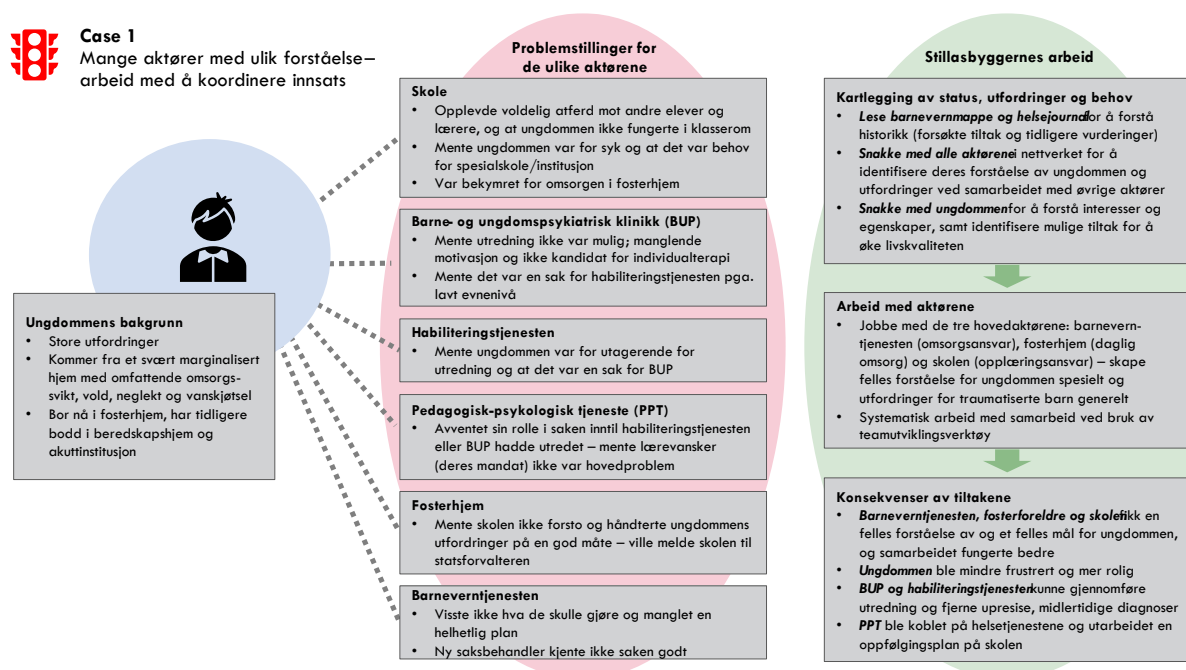 Case 1
Mange aktører med ulik forståelse–
arbeid med å koordinere innsats
Ungdommens bakgrunn
• Store utfordringer
• Kommer fra et svært marginalisert
hjem med omfattende omsorgs-
svikt, vold, neglekt og vanskjøtsel
• Bor nå i fosterhjem, har tidligere
bodd i beredskapshjem og
akuttinstitusjon
Problemstillinger for
de ulike aktørene
Skole
• Opplevde voldelig atferd mot andre elever og
lærere, og at ungdommen ikke fungerte i klasserom
• Mente ungdommen var for syk og at det var behov
for spesialskole/institusjon
• Var bekymret for omsorgen i fosterhjem
Barne- og ungdomspsykiatrisk klinikk (BUP)
• Mente utredning ikke var mulig; manglende
motivasjon og ikke kandidat for individualterapi
• Mente det var en sak for habiliteringstjenesten pga.
lavt evnenivå
Habiliteringstjenesten
• Mente ungdommen var for utagerende for
utredning og at det var en sak for BUP
Pedagogisk-psykologisk tjeneste (PPT)
• Avventet sin rolle i saken inntil habiliteringstjenesten
eller BUP hadde utredet – mente lærevansker
(deres mandat) ikke var hovedproblem
Fosterhjem
• Mente skolen ikke forsto og håndterte ungdommens
utfordringer på en god måte – ville melde skolen til
statsforvalteren
Barneverntjenesten
• Visste ikke hva de skulle gjøre og manglet en
helhetlig plan
• Ny saksbehandler kjente ikke saken godt
Stillasbyggernes arbeid
Kartlegging av status, utfordringer og behov
• Lese barnevernmappe og helsejournal for å forstå
historikk (forsøkte tiltak og tidligere vurderinger)
• Snakke med alle aktørene i nettverket for å
identifisere deres forståelse av ungdommen og
utfordringer ved samarbeidet med øvrige aktører
• Snakke med ungdommen for å forstå interesser og
egenskaper, samt identifisere mulige tiltak for å
øke livskvaliteten
Arbeid med aktørene
• Jobbe med de tre hovedaktørene: barnevern-
tjenesten (omsorgsansvar), fosterhjem (daglig
omsorg) og skolen (opplæringsansvar) – skape
felles forståelse for ungdommen spesielt og
utfordringer for traumatiserte barn generelt
• Systematisk arbeid med samarbeid ved bruk av
teamutviklingsverktøy
Konsekvenser av tiltakene
• Barneverntjenesten, fosterforeldre og skolen fikk en
felles forståelse av og et felles mål for ungdommen,
og samarbeidet fungerte bedre
• Ungdommen ble mindre frustrert og mer rolig
• BUP og habiliteringstjenesten kunne gjennomføre
utredning og fjerne upresise, midlertidige diagnoser
• PPT ble koblet på helsetjenestene og utarbeidet en
oppfølgingsplan på skolen